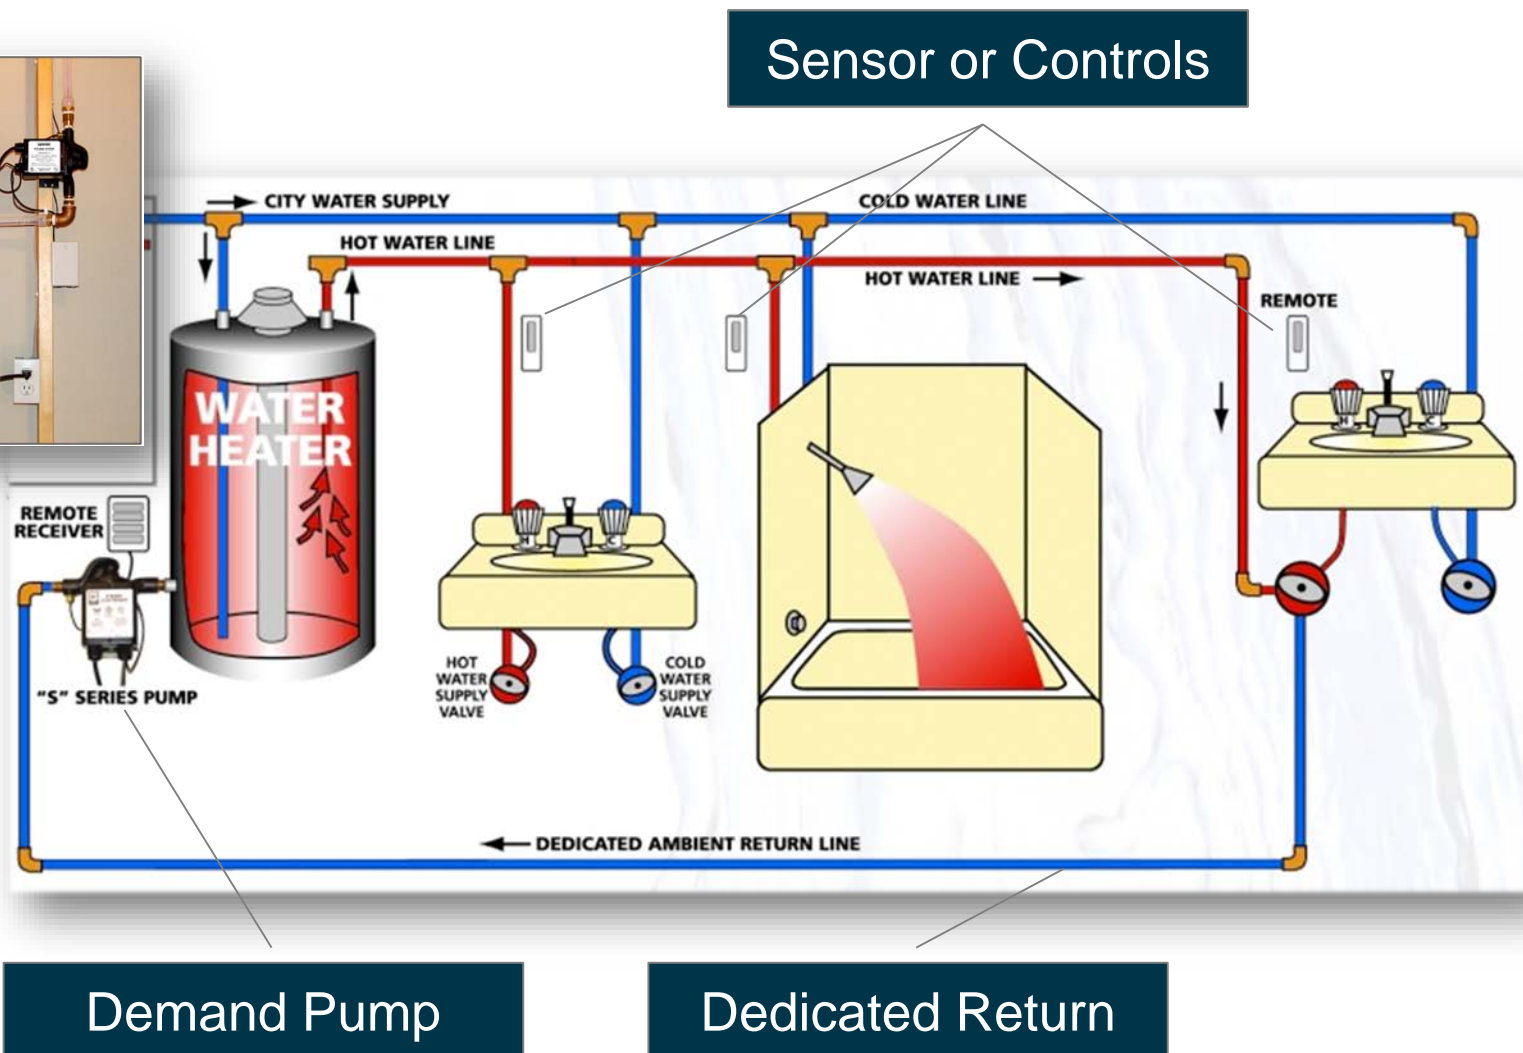 Sensor or Controls
CITY WATER SUPPLY
COLD WATER LINE
HOT WATER LINE
HOT WATER LINE
REMOTE
WATER
HEATER
REMOTE
RECEIVER
H
C
H
C
"S" SERIES PUMP
HOT
WATER
SUPPLY
VALVE
COLD
WATER
SUPPLY
VALVE
DEDICATED AMBIENT RETURN LINE
Demand Pump
Dedicated Return